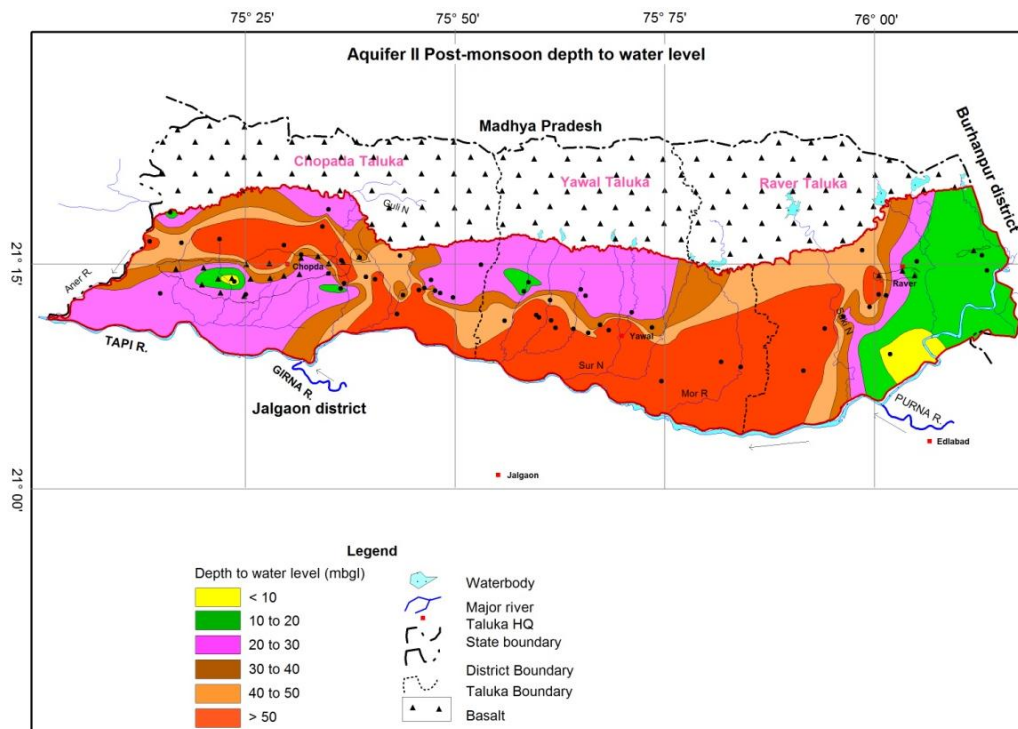 75° 25'
75° 50'
75° 75'
76° 00'
Aquifer II Post-monsoon depth to water level
Madhya Pradesh
Burhanpur district
Chopada Taluka
Yawal Taluka
Raver Taluka
Guli N
21° 15'
Aner R.
Chopda
Raver
Suki N
TAPI R.
Yawal
Sur N
GIRNA R.
Mor R
Jalgaon district
PURNA R.
Edlabad
Jalgaon
21° 00'
Legend
Depth to water level (mbgl)
< 10
10 to 20
20 to 30
30 to 40
40 to 50
> 50
Waterbody
Major river
Taluka HQ
State boundary
District Boundary
Taluka Boundary
Basalt